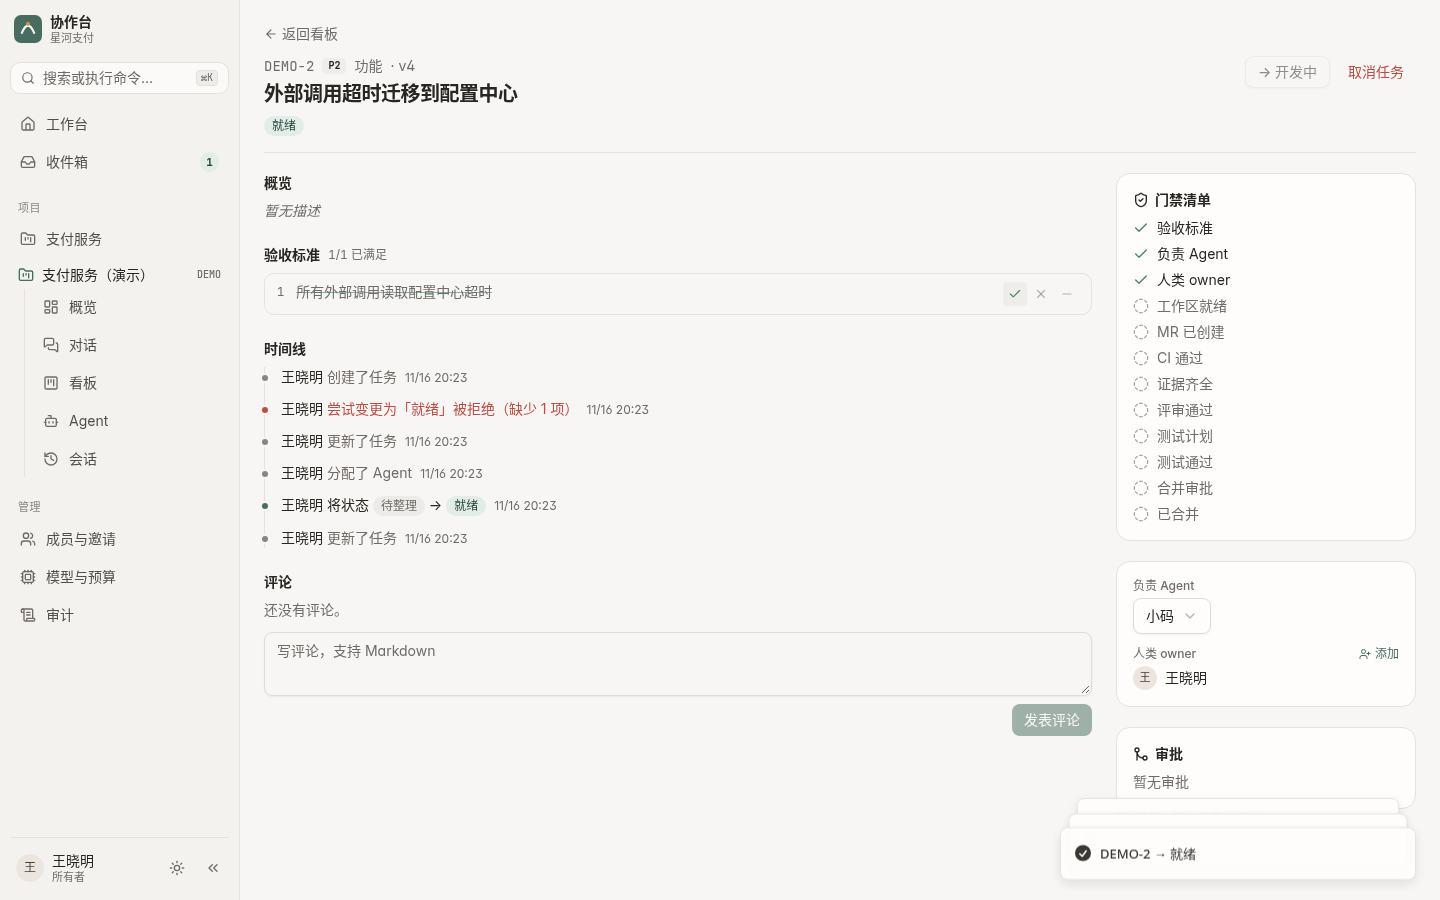 协作台
星河支付
搜索或执行命令... ⌘K
工作台
收件箱 1
项目
支付服务
支付服务（演示） DEMO
概览
对话
看板
Agent
会话
管理
成员与邀请
模型与预算
审计
王 王晓明
所有者
← 返回看板
DEMO-2 P2 功能 · v4
外部调用超时迁移到配置中心
就绪
→ 开发中 取消任务
概览
暂无描述
验收标准 1/1 已满足
1 所有外部调用读取配置中心超时
时间线
王晓明 创建了任务 11/16 20:23
王晓明 尝试变更为「就绪」被拒绝（缺少 1 项） 11/16 20:23
王晓明 更新了任务 11/16 20:23
王晓明 分配了 Agent 11/16 20:23
王晓明 将状态 待整理 → 就绪 11/16 20:23
王晓明 更新了任务 11/16 20:23
评论
还没有评论。
写评论，支持 Markdown
发表评论
门禁清单
验收标准
负责 Agent
人类 owner
工作区就绪
MR 已创建
CI 通过
证据齐全
评审通过
测试计划
测试通过
合并审批
已合并
负责 Agent
小码
人类 owner 添加
王 王晓明
审批
暂无审批
DEMO-2 → 就绪